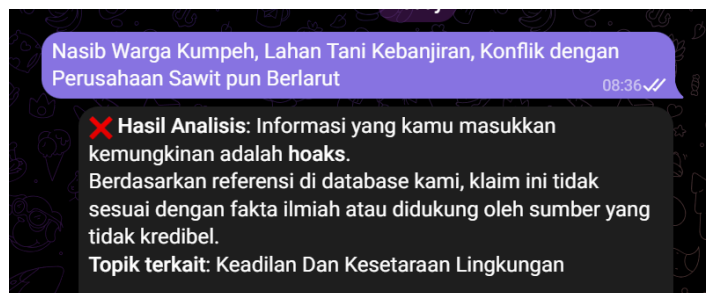 Nasib Warga Kumpeh, Lahan Tani Kebanjiran, Konflik dengan
Perusahaan Sawit pun Berlarut
08:36
❌ Hasil Analisis: Informasi yang kamu masukkan
kemungkinan adalah hoaks.
Berdasarkan referensi di database kami, klaim ini tidak
sesuai dengan fakta ilmiah atau didukung oleh sumber yang
tidak kredibel.
Topik terkait: Keadilan Dan Kesetaraan Lingkungan